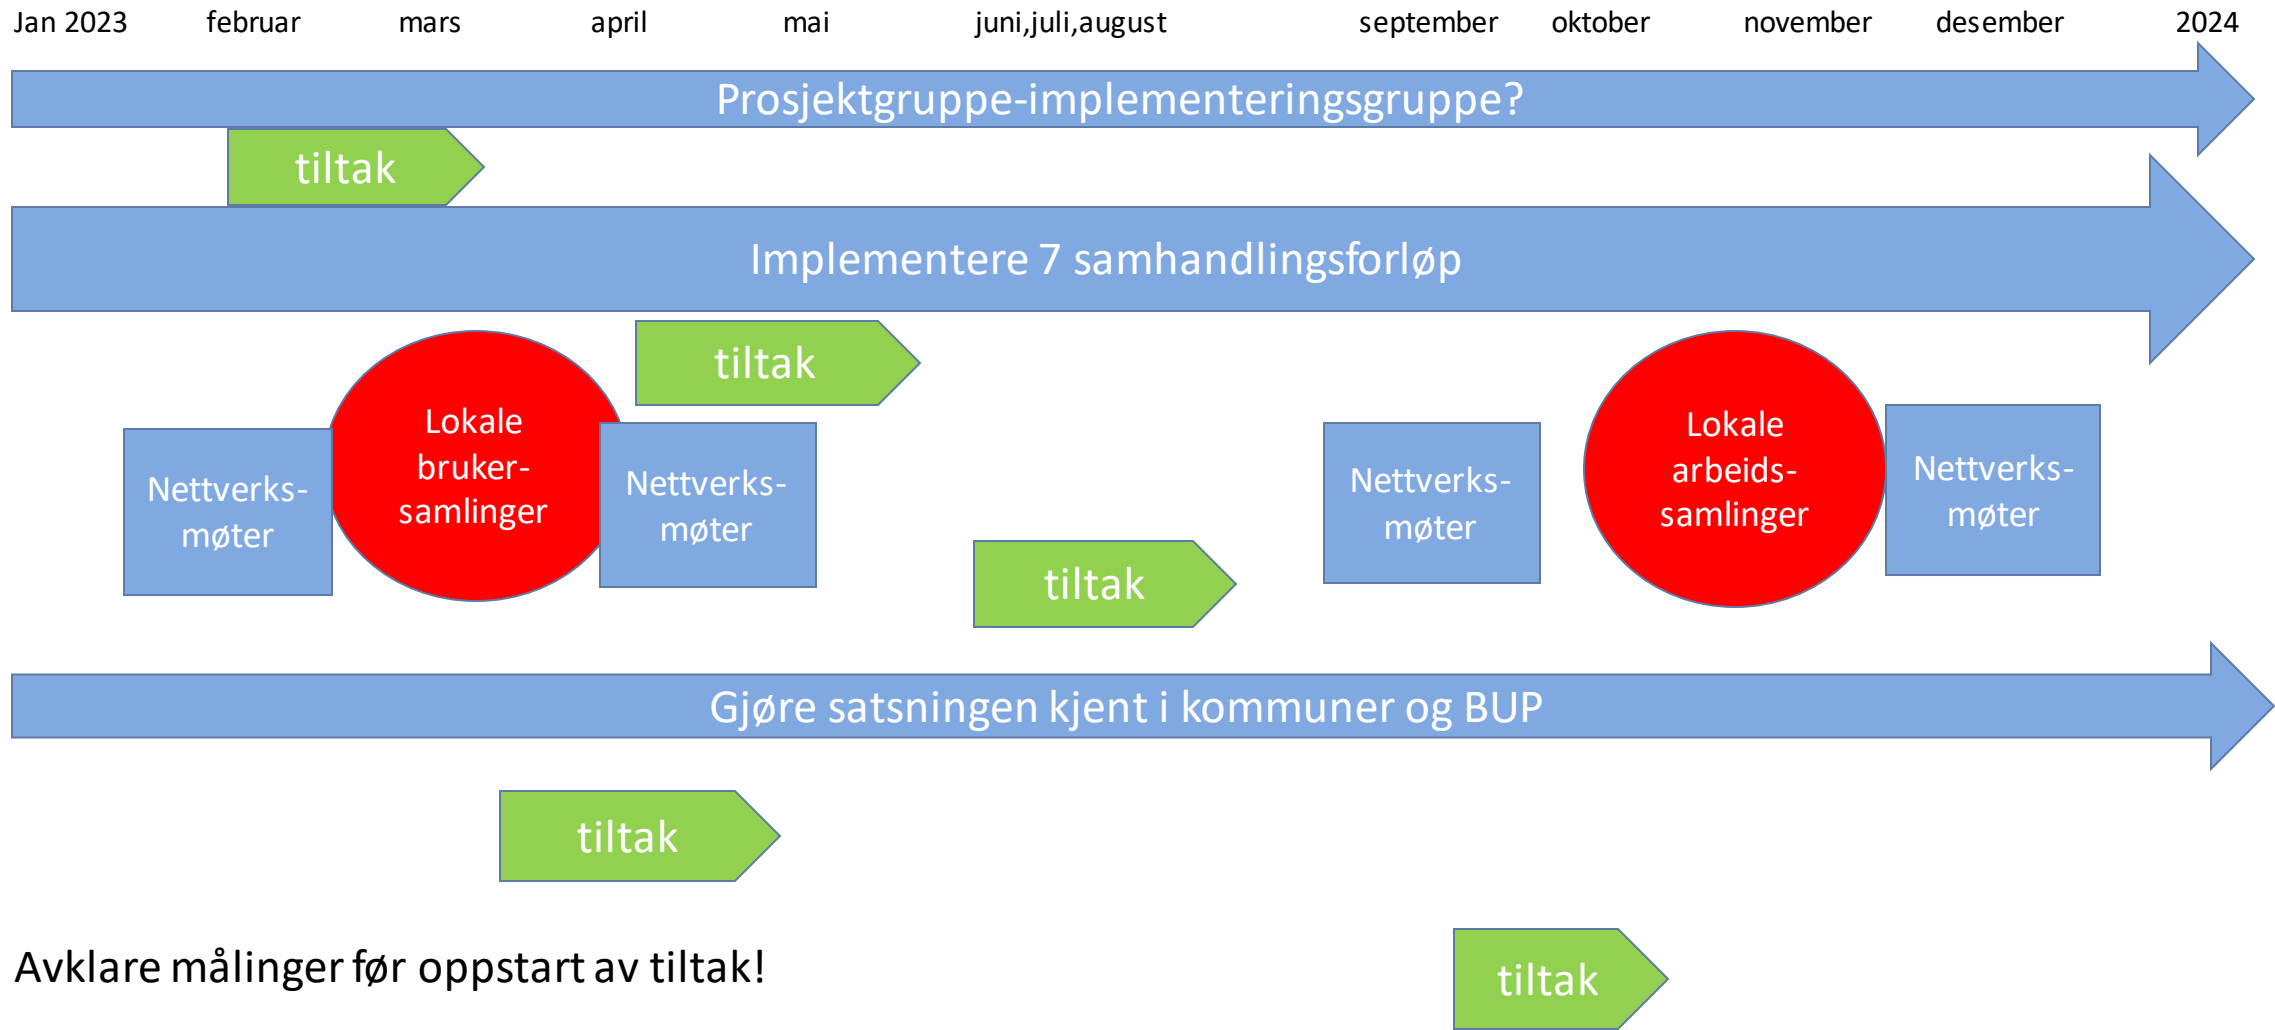 Jan 2023 februar mars april mai juni,juli,august september oktober november desember 2024
Prosjektgruppe-implementeringsgruppe?
tiltak
Implementere 7 samhandlingsforløp
tiltak
Nettverks-
møter
Lokale
bruker-
samlinger
Nettverks-
møter
tiltak
Nettverks-
møter
Lokale
arbeids-
samlinger
Nettverks-
møter
Gjøre satsningen kjent i kommuner og BUP
tiltak
Avklare målinger før oppstart av tiltak!
tiltak